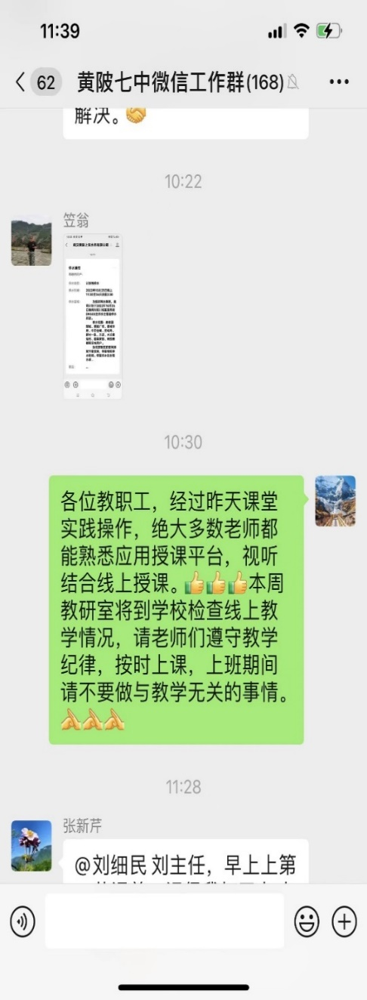 11:39
62 黄陂七中微信工作群(168)
解决。
10:22
笠翁
10:30
各位教职工，经过昨天课堂
实践操作，绝大多数老师都
能熟悉应用授课平台，视听
结合线上授课。👍👍👍本周
教研室将到学校检查线上教
学情况，请老师们遵守教学
纪律，按时上课，上班期间
请不要做与教学无关的事情。
🙏🙏🙏
11:28
张新芹
@刘细民 刘主任，早上上第